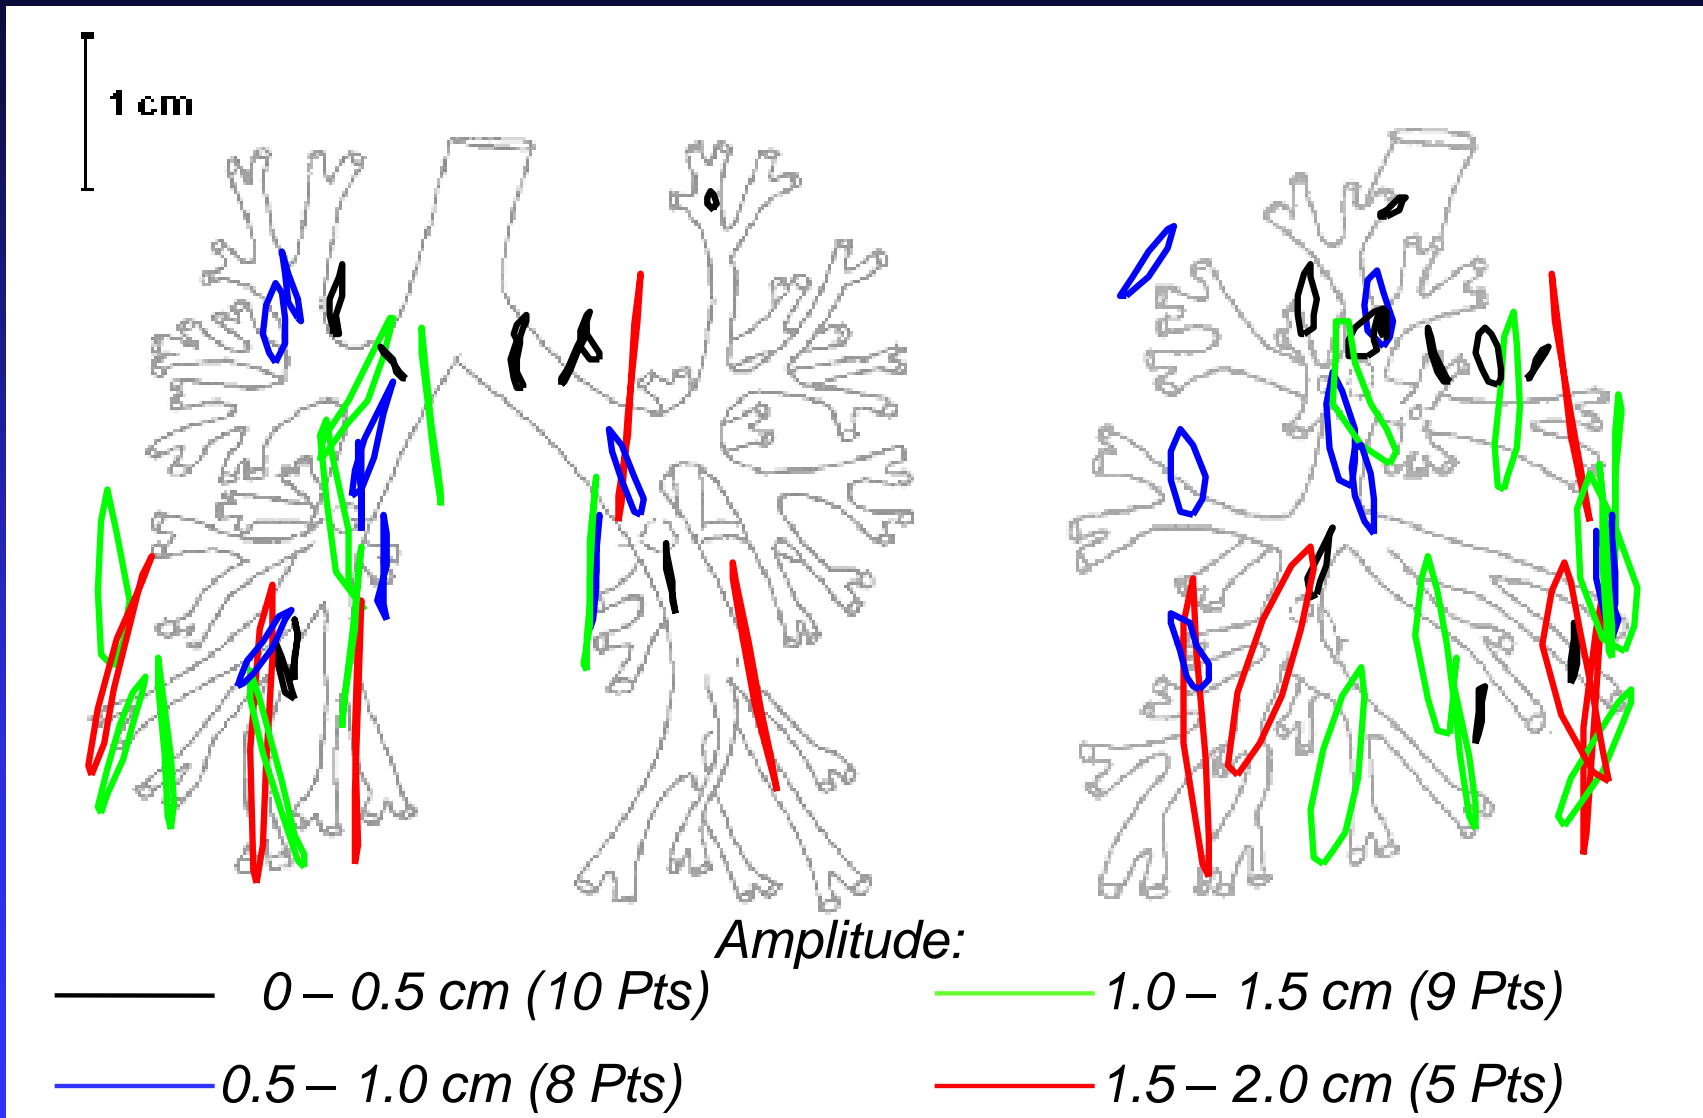 1 cm
Amplitude:
0 – 0.5 cm (10 Pts)
1.0 – 1.5 cm (9 Pts)
0.5 – 1.0 cm (8 Pts)
1.5 – 2.0 cm (5 Pts)